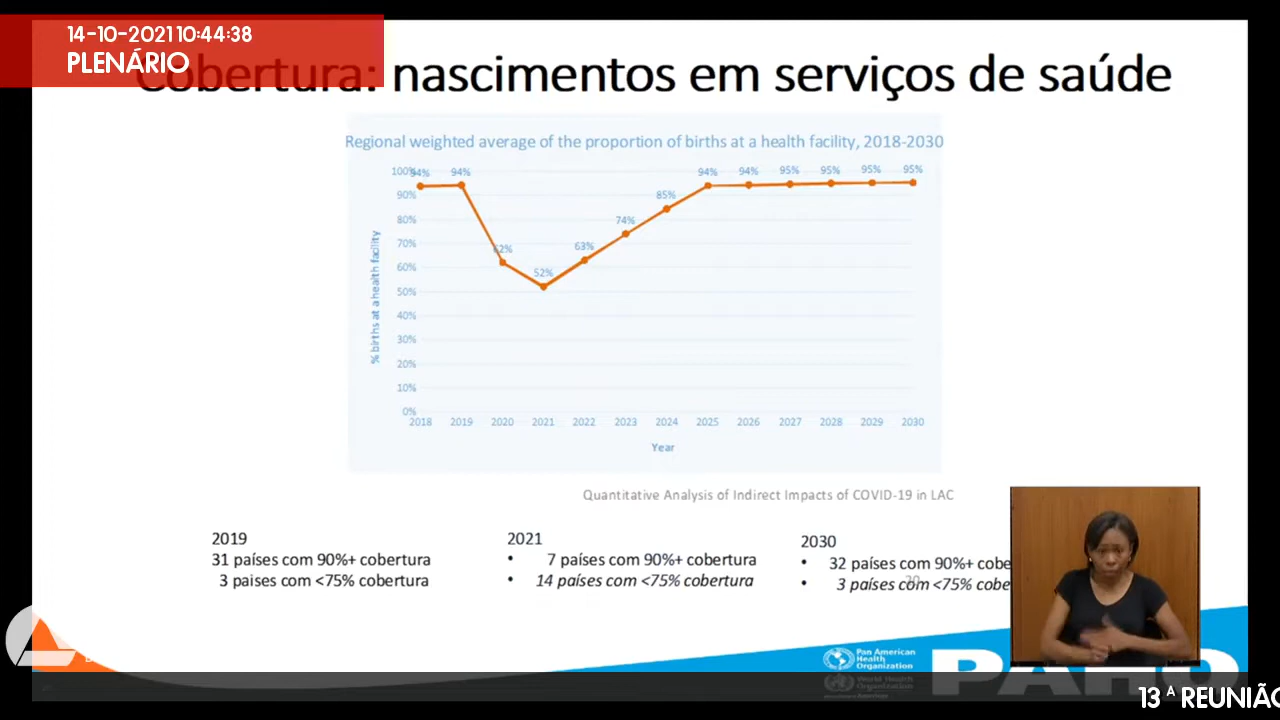 14-10-2021 10:44:38
PLENÁRIO
Cobertura: nascimentos em serviços de saúde
Regional weighted average of the proportion of births at a health facility, 2018-2030
100%
90%
80%
70%
60%
50%
40%
30%
20%
10%
0%
94%
94%
62%
52%
63%
74%
85%
94%
94%
95%
95%
95%
95%
% births at a health facility
2018 2019 2020 2021 2022 2023 2024 2025 2026 2027 2028 2029 2030
Year
Quantitative Analysis of Indirect Impacts of COVID-19 in LAC
2019
31 países com 90%+ cobertura
3 paises com <75% cobertura
2021
• 7 países com 90%+ cobertura
• 14 países com <75% cobertura
2030
• 32 países com 90%+ cobe
• 3 países com <75% cobe
Pan American
Health
Organization
World Health
Organization
PAHO
13ª REUNIÃO